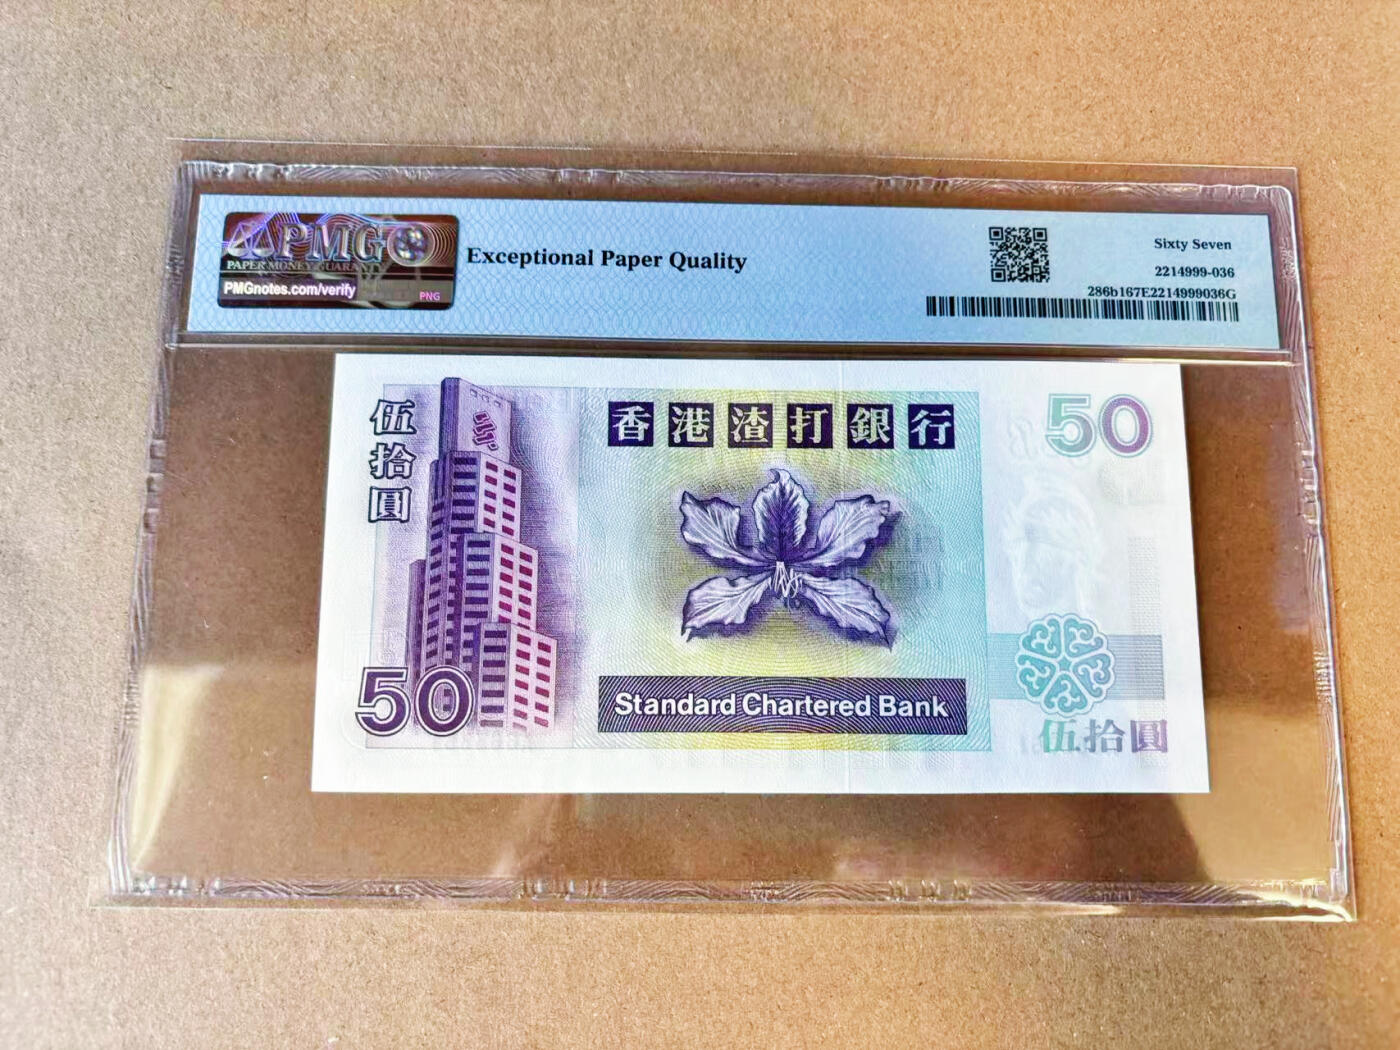 PMG
PAPER MONEY GUARANTY
PMGnotes.com/verify
PNG
Exceptional Paper Quality
Sixty Seven
2214999-036
286b167E2214999036G
伍拾圓
香港渣打銀行
50
50
Standard Chartered Bank
伍拾圓